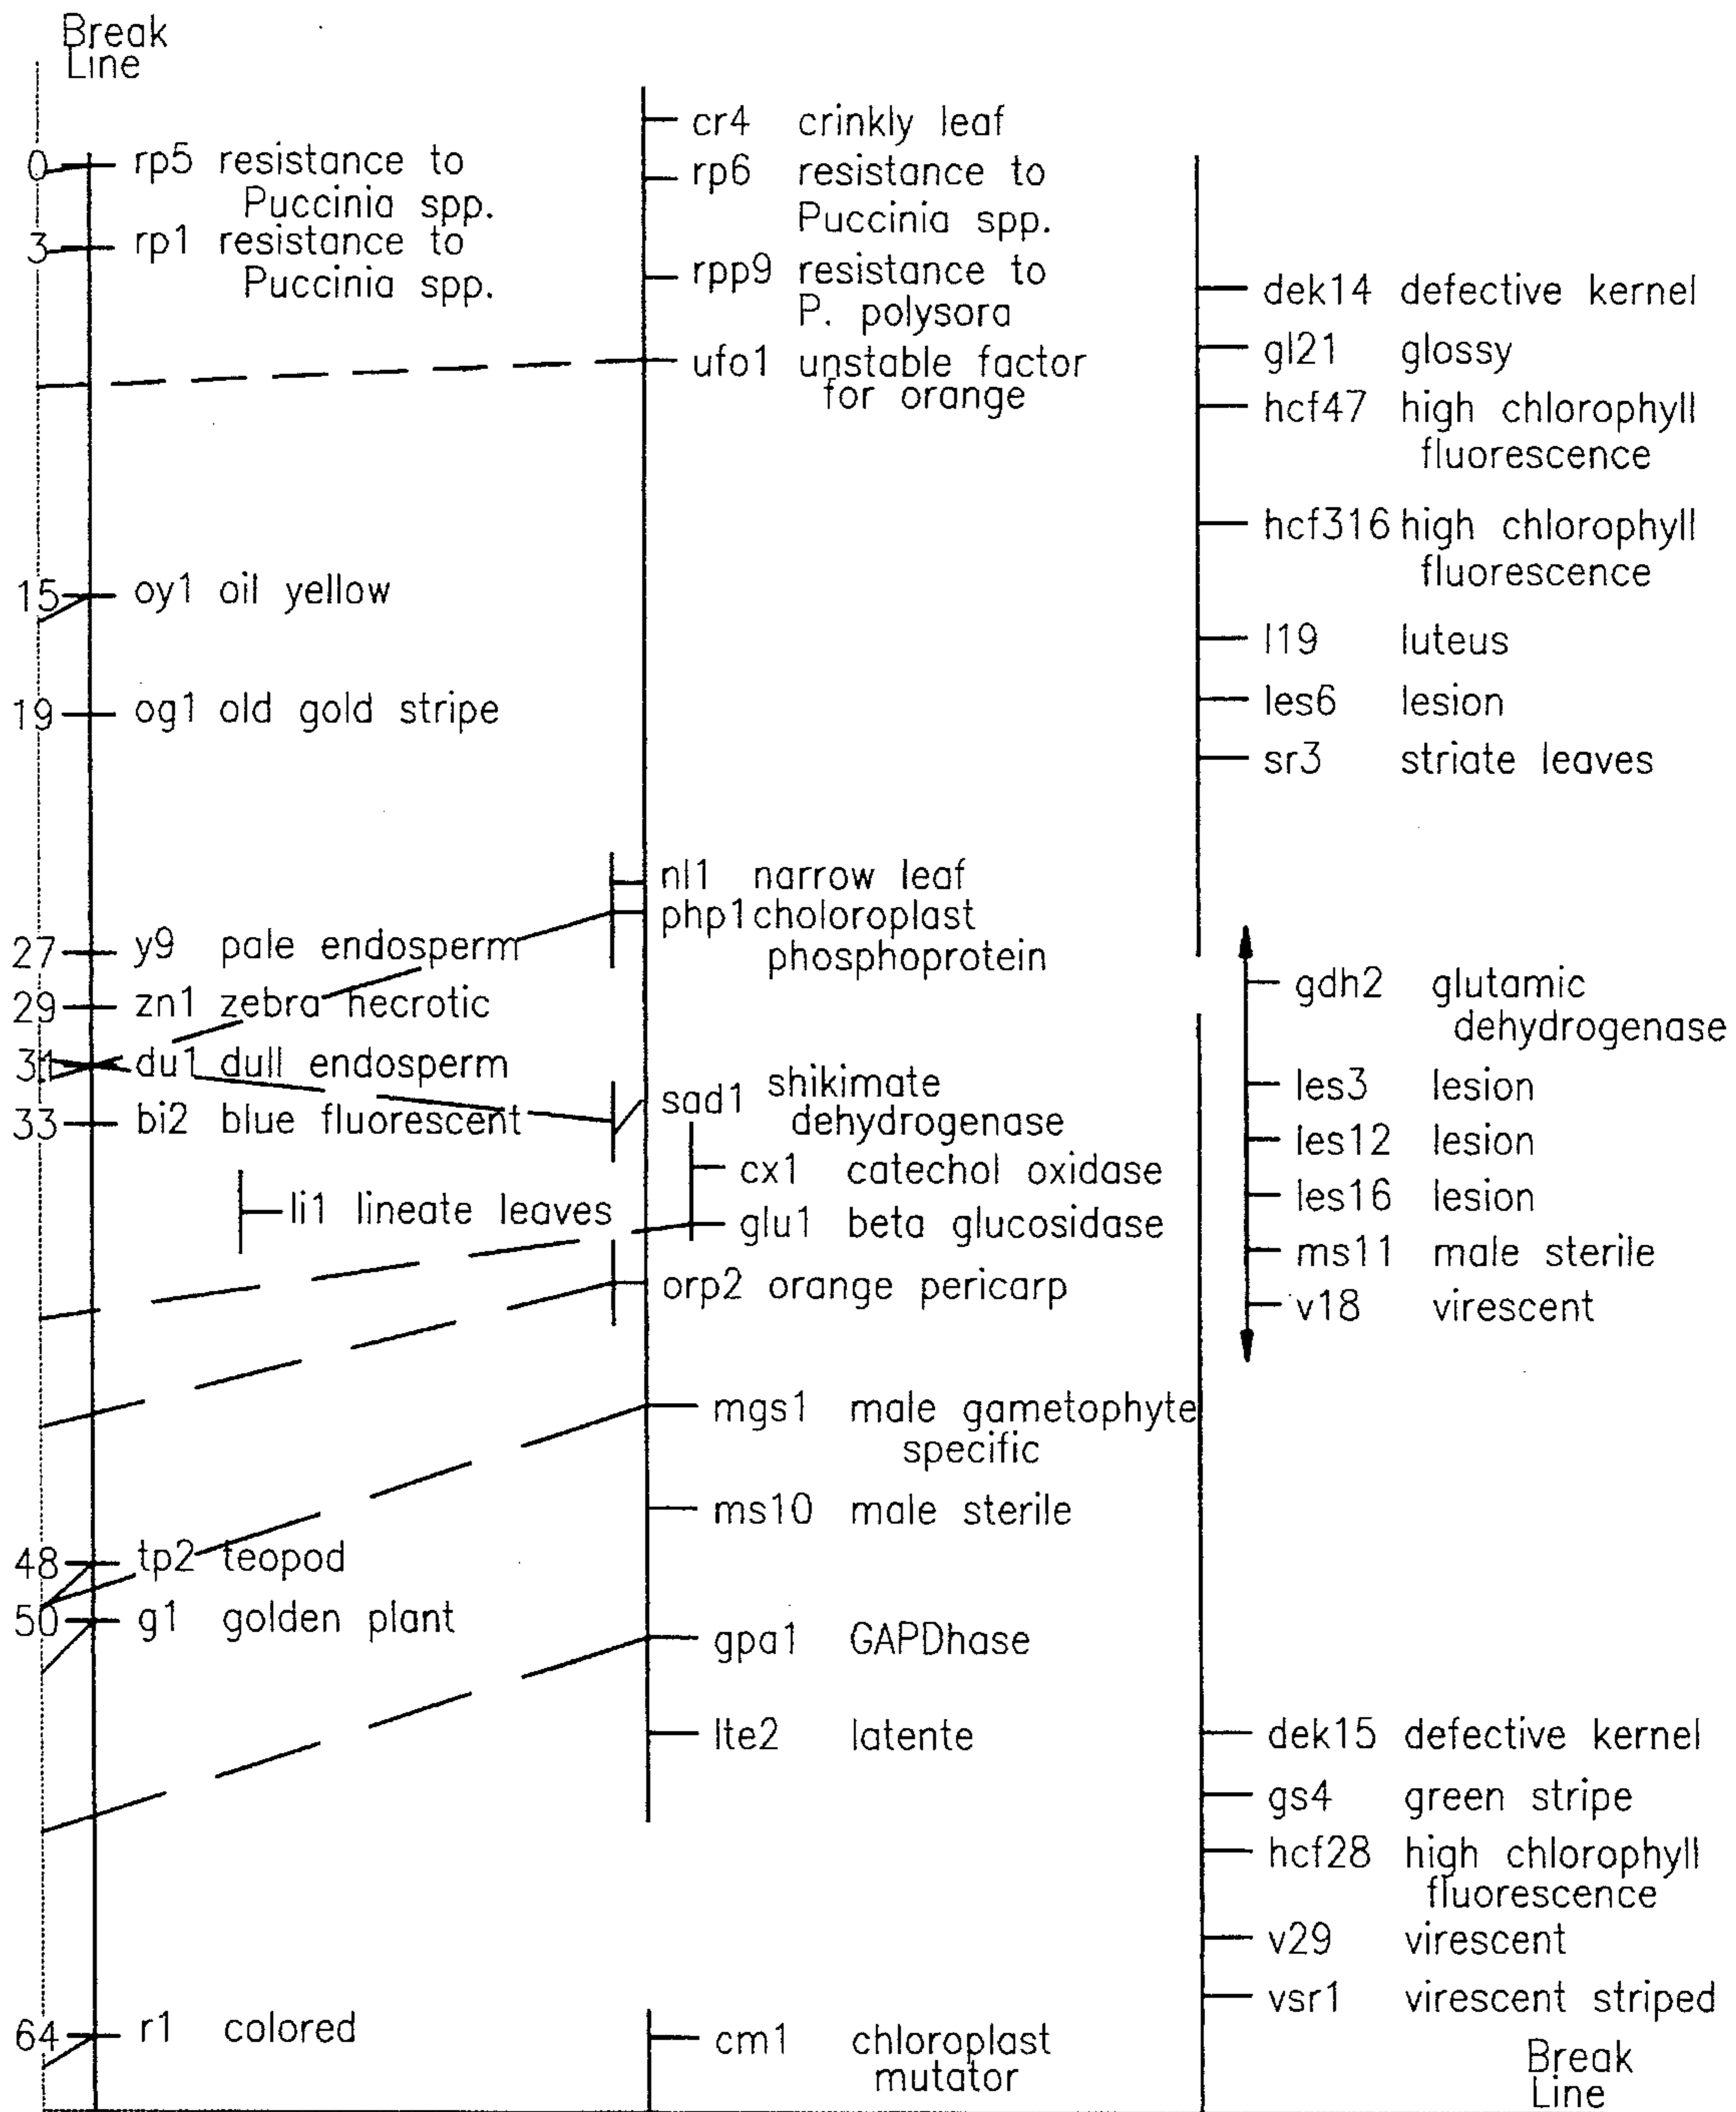 Break
Line
0 rp5 resistance to
Puccinia spp.
3 rp1 resistance to
Puccinia spp.
15 oy1 oil yellow
19 og1 old gold stripe
27 y9 pale endosperm
29 zn1 zebra necrotic
31 du1 dull endosperm
33 bi2 blue fluorescent
li1 lineate leaves
48 tp2 teopod
50 g1 golden plant
64 r1 colored
cr4 crinkly leaf
rp6 resistance to
Puccinia spp.
rpp9 resistance to
P. polysora
ufo1 unstable factor
for orange
nl1 narrow leaf
php1 choloroplast
phosphoprotein
sad1 shikimate
dehydrogenase
cx1 catechol oxidase
glu1 beta glucosidase
orp2 orange pericarp
mgs1 male gametophyte
specific
ms10 male sterile
gpa1 GAPDhase
lte2 latente
cm1 chloroplast
mutator
dek14 defective kernel
gl21 glossy
hcf47 high chlorophyll
fluorescence
hcf316 high chlorophyll
fluorescence
l19 luteus
les6 lesion
sr3 striate leaves
gdh2 glutamic
dehydrogenase
les3 lesion
les12 lesion
les16 lesion
ms11 male sterile
v18 virescent
dek15 defective kernel
gs4 green stripe
hcf28 high chlorophyll
fluorescence
v29 virescent
vsr1 virescent striped
Break
Line